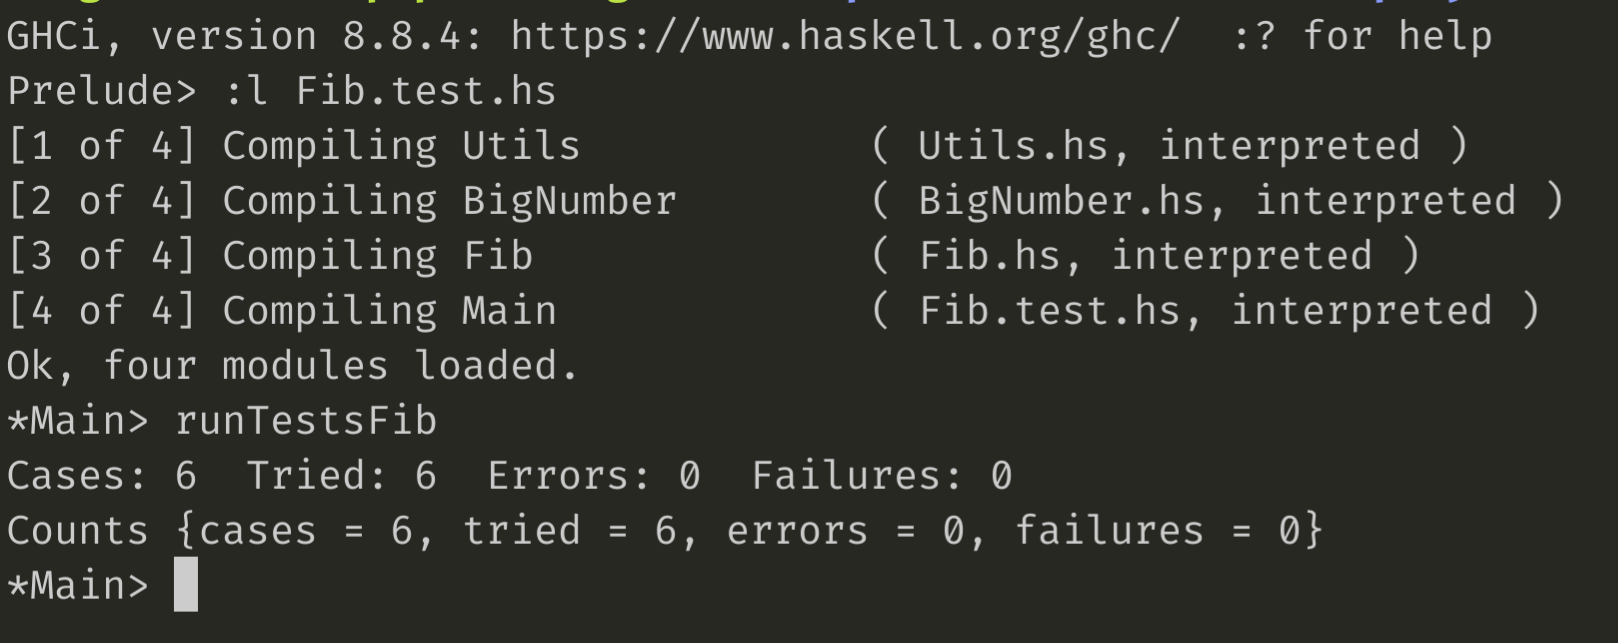 GHCi, version 8.8.4: https://www.haskell.org/ghc/  :? for help
Prelude> :l Fib.test.hs
[1 of 4] Compiling Utils            ( Utils.hs, interpreted )
[2 of 4] Compiling BigNumber        ( BigNumber.hs, interpreted )
[3 of 4] Compiling Fib              ( Fib.hs, interpreted )
[4 of 4] Compiling Main             ( Fib.test.hs, interpreted )
Ok, four modules loaded.
*Main> runTestsFib
Cases: 6  Tried: 6  Errors: 0  Failures: 0
Counts {cases = 6, tried = 6, errors = 0, failures = 0}
*Main>